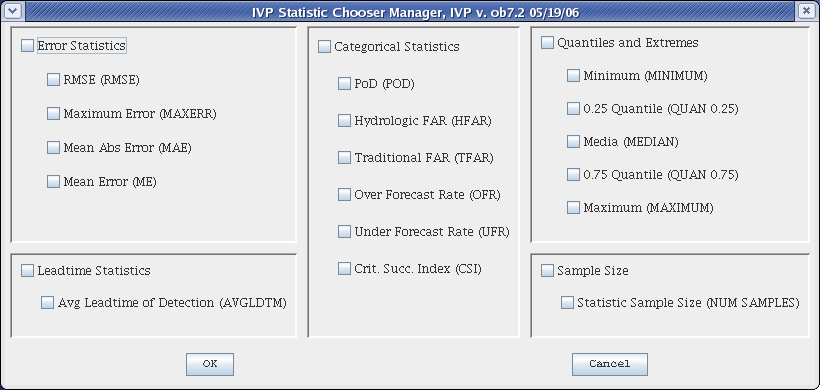 IVP Statistic Chooser Manager, IVP v. ob7.2 05/19/06
Error Statistics
RMSE (RMSE)
Maximum Error (MAXERR)
Mean Abs Error (MAE)
Mean Error (ME)
Leadtime Statistics
Avg Leadtime of Detection (AVGLDTM)
Categorical Statistics
PoD (POD)
Hydrologic FAR (HFAR)
Traditional FAR (TFAR)
Over Forecast Rate (OFR)
Under Forecast Rate (UFR)
Crit. Succ. Index (CSI)
Quantiles and Extremes
Minimum (MINIMUM)
0.25 Quantile (QUAN 0.25)
Media (MEDIAN)
0.75 Quantile (QUAN 0.75)
Maximum (MAXIMUM)
Sample Size
Statistic Sample Size (NUM SAMPLES)
OK
Cancel